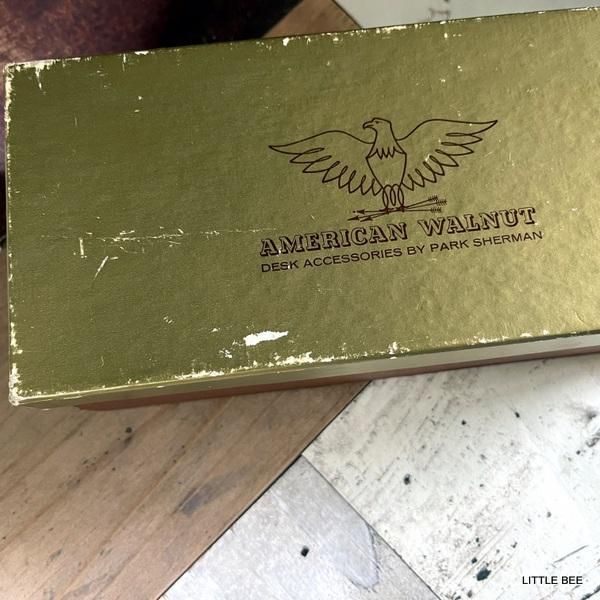 AMERICAN WALNUT
DESK ACCESSORIES BY PARK SHERMAN
LITTLE BEE